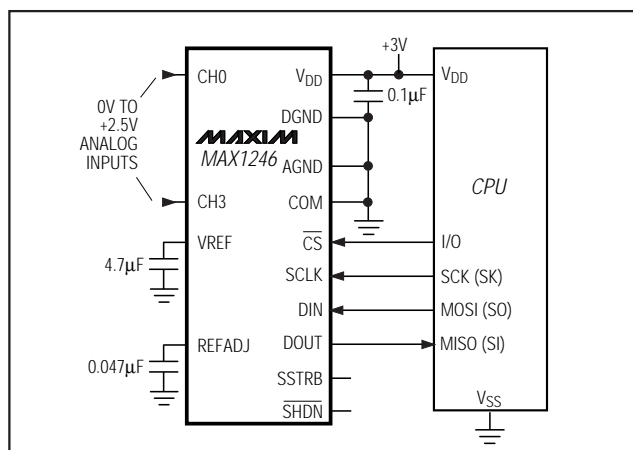 +3V
CH0
VDD
VDD
0.1µF
0V TO
+2.5V
ANALOG
INPUTS
DGND
MAXIM
MAX1246
AGND
CPU
CH3
COM
VREF
CS
I/O
4.7µF
SCLK
SCK (SK)
DIN
MOSI (SO)
REFADJ
DOUT
MISO (SI)
0.047µF
SSTRB
SHDN
VSS